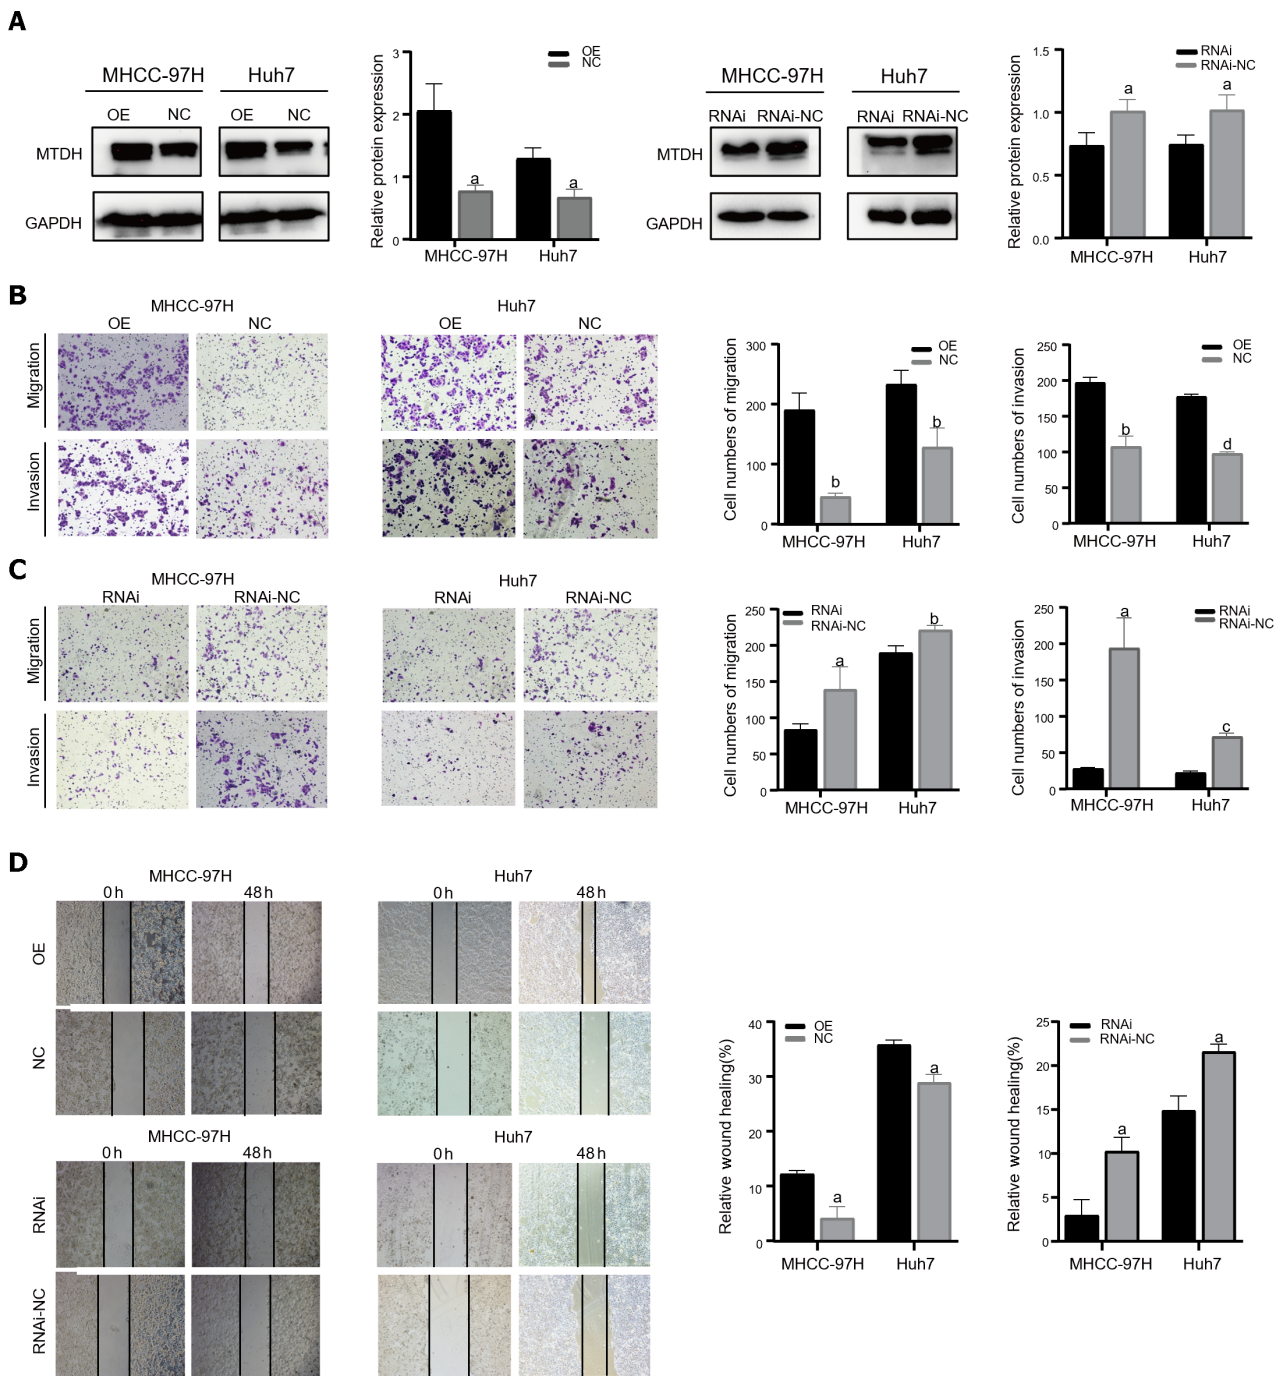 A
MHCC-97H Huh7
OE NC OE NC
MTDH
GAPDH
Relative protein expression
3
2
1
0
OE
NC
a a
MHCC-97H Huh7
MHCC-97H Huh7
RNAi RNAi-NC RNAi RNAi-NC
MTDH
GAPDH
Relative protein expression
1.5
1.0
0.5
0.0
RNAi
RNAi-NC
a a
MHCC-97H Huh7
B
MHCC-97H Huh7
OE NC OE NC
Migration
Invasion
Cell numbers of migration
300
200
100
0
OE
NC
b b
MHCC-97H Huh7
Cell numbers of invasion
250
200
150
100
50
0
OE
NC
b d
MHCC-97H Huh7
C
MHCC-97H Huh7
RNAi RNAi-NC RNAi RNAi-NC
Migration
Invasion
Cell numbers of migration
250
200
150
100
50
0
RNAi
RNAi-NC
a b
MHCC-97H Huh7
Cell numbers of invasion
250
200
150
100
50
0
RNAi
RNAi-NC
a c
MHCC-97H Huh7
D
MHCC-97H Huh7
0 h 48 h 0 h 48 h
OE
NC
MHCC-97H Huh7
0 h 48 h 0 h 48 h
RNAi
RNAi-NC
Relative wound healing(%)
40
30
20
10
0
OE
NC
a a
MHCC-97H Huh7
Relative wound healing(%)
25
20
15
10
5
0
RNAi
RNAi-NC
a a
MHCC-97H Huh7